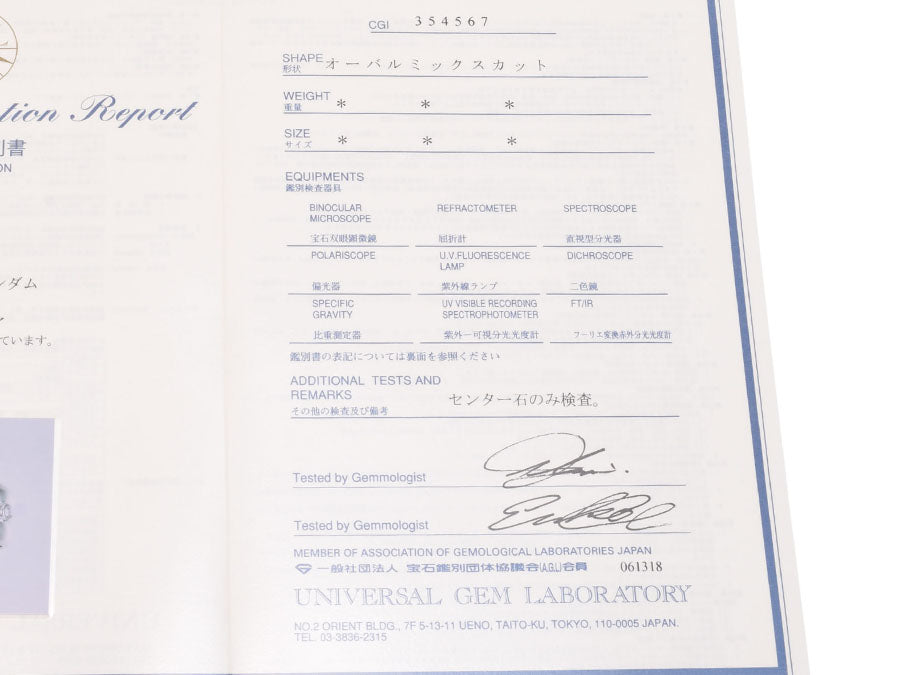 tion Report
別書
ON
ンダム
ています。
CGI 354567
SHAPE オーバルミックスカット
形状
WEIGHT * * *
重量
SIZE * * *
サイズ
EQUIPMENTS
鑑別検査器具
BINOCULAR MICROSCOPE
宝石双眼顕微鏡
REFRACTOMETER
屈折計
SPECTROSCOPE
直視型分光器
POLARISCOPE
偏光器
U.V.FLUORESCENCE LAMP
紫外線ランプ
DICHROSCOPE
二色鏡
SPECIFIC GRAVITY
比重測定器
UV VISIBLE RECORDING SPECTROPHOTOMETER
紫外ー可視分光光度計
FT/IR
フーリエ変換赤外分光光度計
鑑別書の表記については裏面を参照ください
ADDITIONAL TESTS AND
REMARKS センター石のみ検査。
その他の検査及び備考
Tested by Gemmologist
Tested by Gemmologist
MEMBER OF ASSOCIATION OF GEMOLOGICAL LABORATORIES JAPAN
一般社団法人 宝石鑑別団体協議会(A.G.L)会員 061318
UNIVERSAL GEM LABORATORY
NO.2 ORIENT BLDG., 7F 5-13-11 UENO, TAITO-KU, TOKYO, 110-0005 JAPAN.
TEL. 03-3836-2315